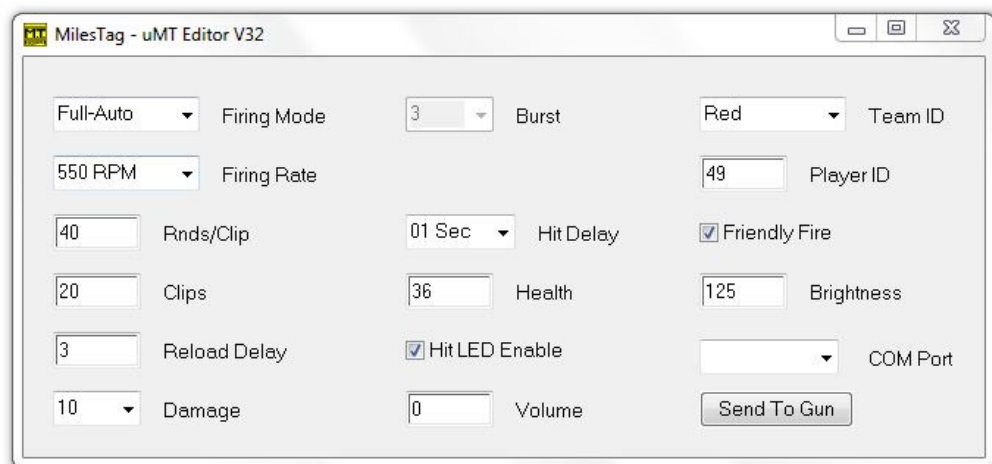 MilesTag - uMT Editor V32
Full-Auto Firing Mode 3 Burst Red Team ID
550 RPM Firing Rate 49 Player ID
40 Rnds/Clip 01 Sec Hit Delay Friendly Fire
20 Clips 36 Health 125 Brightness
3 Reload Delay Hit LED Enable COM Port
10 Damage 0 Volume Send To Gun